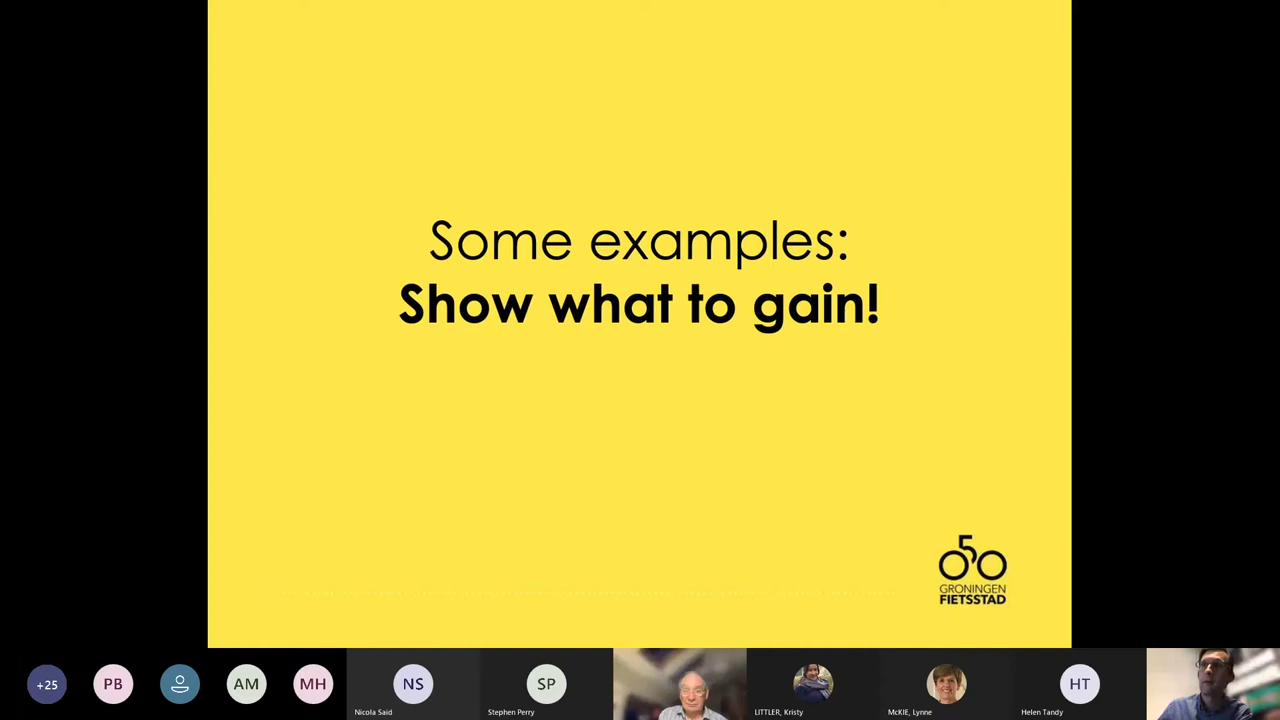 Some examples:
Show what to gain!
050
GRONINGEN
FIETSSTAD
+25
PB
AM
MH
NS
Nicola Said
SP
Stephen Perry
LITTLER, Kristy
McKIE, Lynne
HT
Helen Tandy